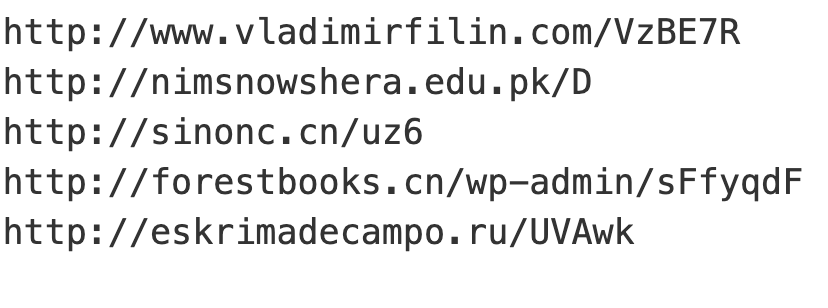 http://www.vladimirfilin.com/VzBE7R
http://nimsnowshera.edu.pk/D
http://sinonc.cn/uz6
http://forestbooks.cn/wp-admin/sFfyqdF
http://eskrimadecampo.ru/UVAwk